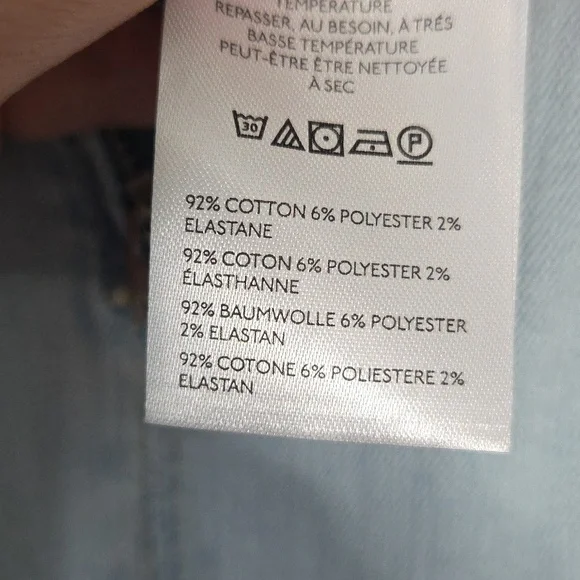 TEMPÉRATURE
REPASSER, AU BESOIN, À TRÉS
BASSE TEMPÉRATURE
PEUT-ÊTRE ÊTRE NETTOYÉE
À SEC
30 P
92% COTTON 6% POLYESTER 2%
ELASTANE
92% COTON 6% POLYESTER 2%
ÉLASTHANNE
92% BAUMWOLLE 6% POLYESTER
2% ELASTAN
92% COTONE 6% POLIESTERE 2%
ELASTAN